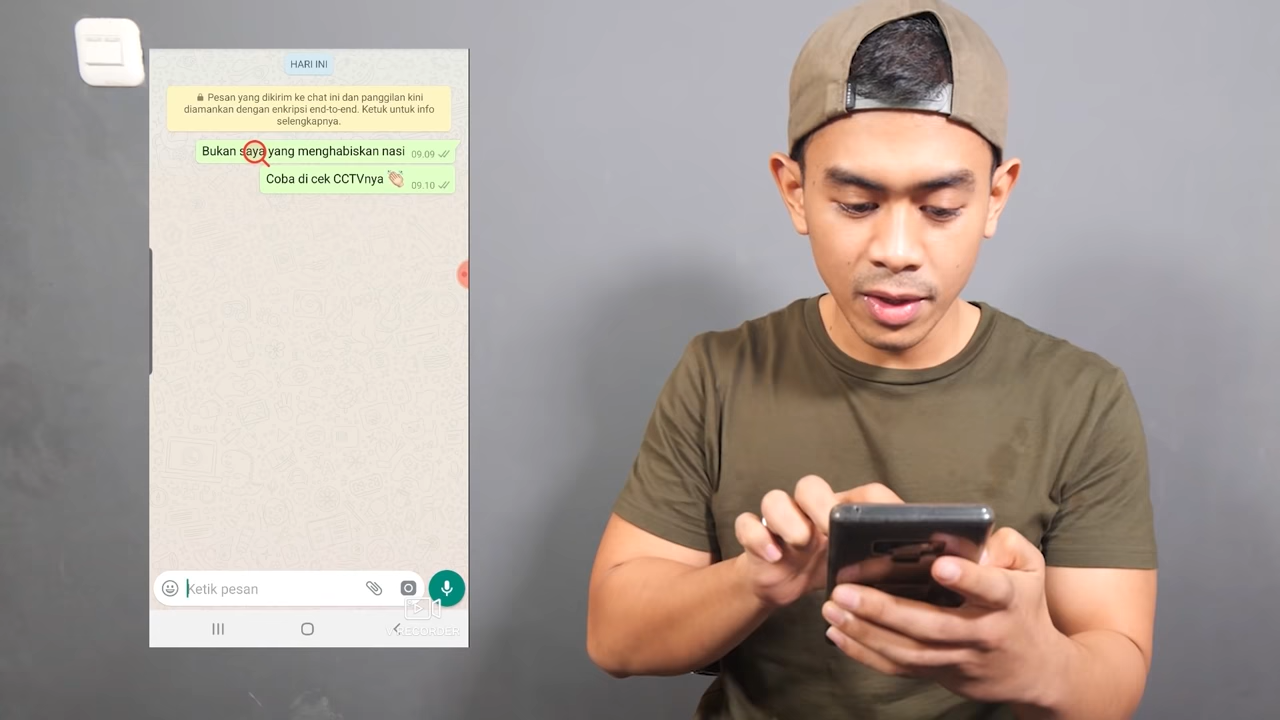 HARI INI
Pesan yang dikirim ke chat ini dan panggilan kini
diamankan dengan enkripsi end-to-end. Ketuk untuk info
selengkapnya.
Bukan saya yang menghabiskan nasi 09.09
Coba di cek CCTVnya 👏🏻 09.10
Ketik pesan
V RECORDER